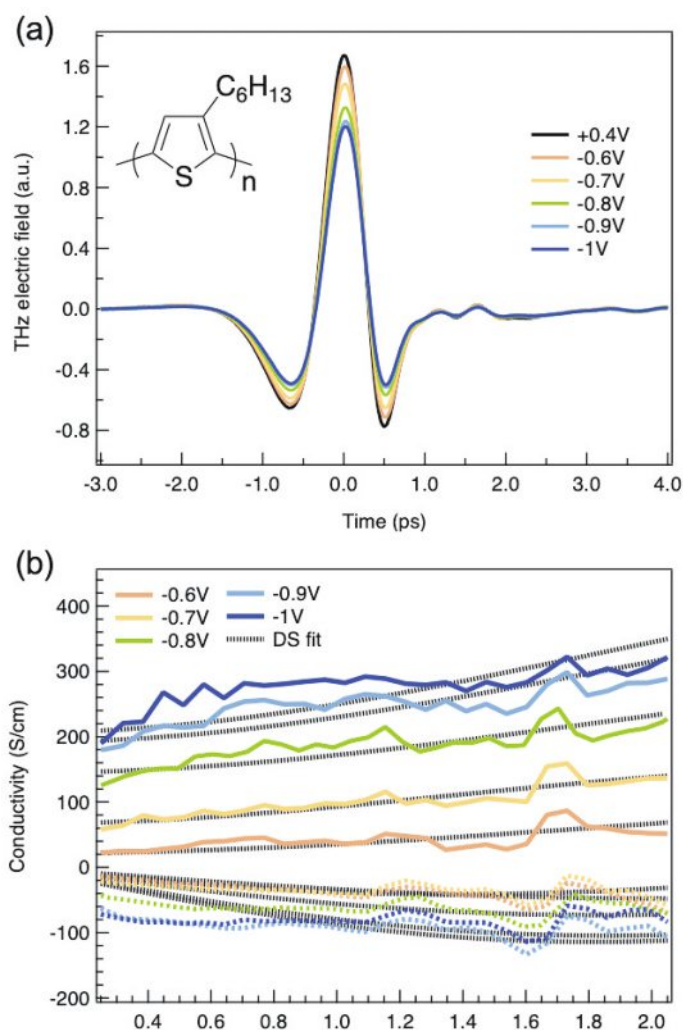 (a)
1.6
1.2
0.8
0.4
0.0
-0.4
-0.8
THz electric field (a.u.)
C6H13
S
n
+0.4V
-0.6V
-0.7V
-0.8V
-0.9V
-1V
-3.0 -2.0 -1.0 0.0 1.0 2.0 3.0 4.0
Time (ps)
(b)
-0.6V -0.9V
-0.7V -1V
-0.8V DS fit
400
300
200
100
0
-100
-200
Conductivity (S/cm)
0.4 0.6 0.8 1.0 1.2 1.4 1.6 1.8 2.0